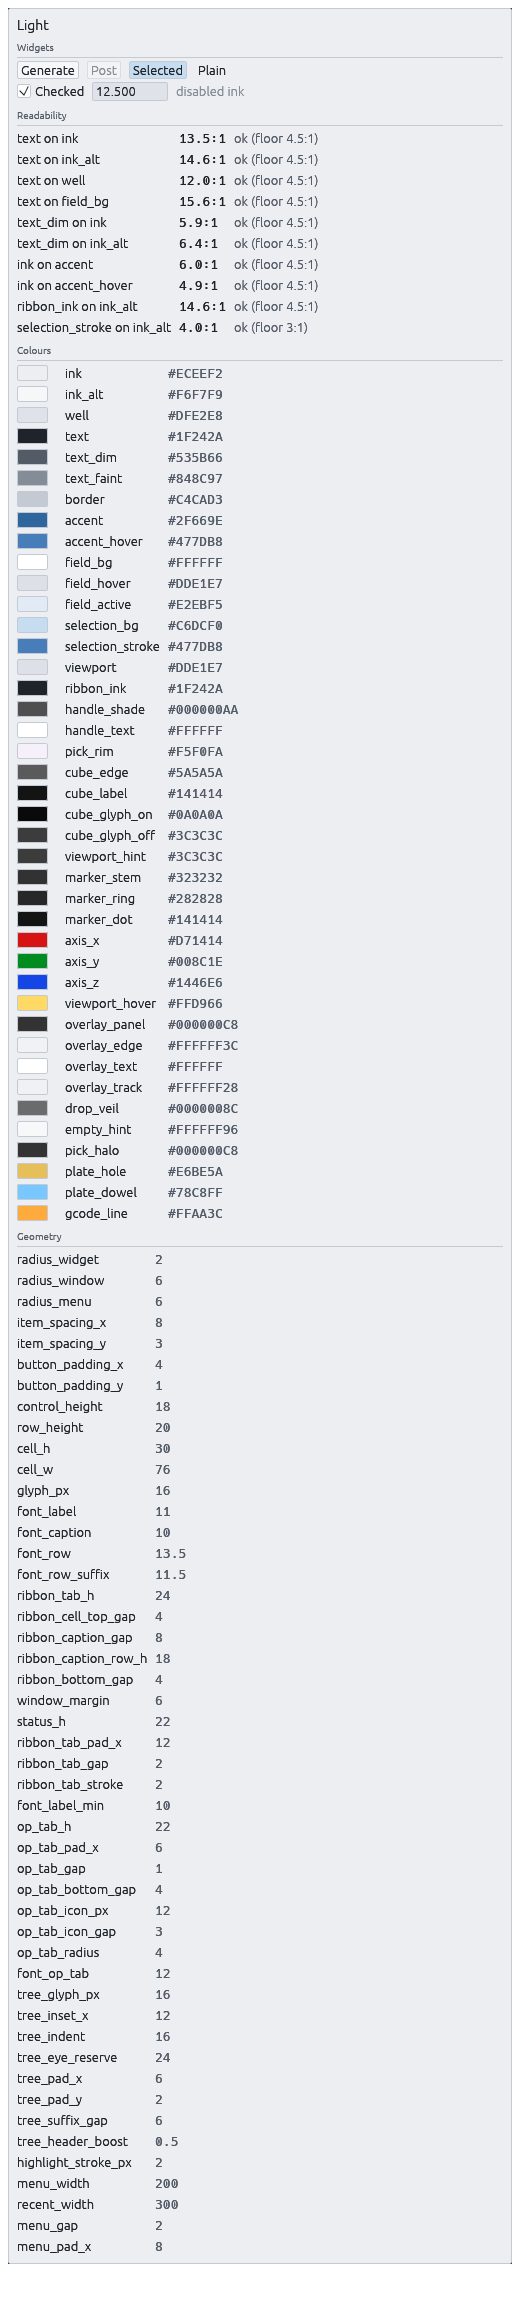 Light
Widgets
Generate Post Selected Plain
Checked 12.500 disabled ink
Readability
text on ink 13.5:1 ok (floor 4.5:1)
text on ink_alt 14.6:1 ok (floor 4.5:1)
text on well 12.0:1 ok (floor 4.5:1)
text on field_bg 15.6:1 ok (floor 4.5:1)
text_dim on ink 5.9:1 ok (floor 4.5:1)
text_dim on ink_alt 6.4:1 ok (floor 4.5:1)
ink on accent 6.0:1 ok (floor 4.5:1)
ink on accent_hover 4.9:1 ok (floor 4.5:1)
ribbon_ink on ink_alt 14.6:1 ok (floor 4.5:1)
selection_stroke on ink_alt 4.0:1 ok (floor 3:1)
Colours
ink #ECEEF2
ink_alt #F6F7F9
well #DFE2E8
text #1F242A
text_dim #535B66
text_faint #848C97
border #C4CAD3
accent #2F669E
accent_hover #477DB8
field_bg #FFFFFF
field_hover #DDE1E7
field_active #E2EBF5
selection_bg #C6DCF0
selection_stroke #477DB8
viewport #DDE1E7
ribbon_ink #1F242A
handle_shade #000000AA
handle_text #FFFFFF
pick_rim #F5F0FA
cube_edge #5A5A5A
cube_label #141414
cube_glyph_on #0A0A0A
cube_glyph_off #3C3C3C
viewport_hint #3C3C3C
marker_stem #323232
marker_ring #282828
marker_dot #141414
axis_x #D71414
axis_y #008C1E
axis_z #1446E6
viewport_hover #FFD966
overlay_panel #000000C8
overlay_edge #FFFFFF3C
overlay_text #FFFFFF
overlay_track #FFFFFF28
drop_veil #0000008C
empty_hint #FFFFFF96
pick_halo #000000C8
plate_hole #E6BE5A
plate_dowel #78C8FF
gcode_line #FFAA3C
Geometry
radius_widget 2
radius_window 6
radius_menu 6
item_spacing_x 8
item_spacing_y 3
button_padding_x 4
button_padding_y 1
control_height 18
row_height 20
cell_h 30
cell_w 76
glyph_px 16
font_label 11
font_caption 10
font_row 13.5
font_row_suffix 11.5
ribbon_tab_h 24
ribbon_cell_top_gap 4
ribbon_caption_gap 8
ribbon_caption_row_h 18
ribbon_bottom_gap 4
window_margin 6
status_h 22
ribbon_tab_pad_x 12
ribbon_tab_gap 2
ribbon_tab_stroke 2
font_label_min 10
op_tab_h 22
op_tab_pad_x 6
op_tab_gap 1
op_tab_bottom_gap 4
op_tab_icon_px 12
op_tab_icon_gap 3
op_tab_radius 4
font_op_tab 12
tree_glyph_px 16
tree_inset_x 12
tree_indent 16
tree_eye_reserve 24
tree_pad_x 6
tree_pad_y 2
tree_suffix_gap 6
tree_header_boost 0.5
highlight_stroke_px 2
menu_width 200
recent_width 300
menu_gap 2
menu_pad_x 8